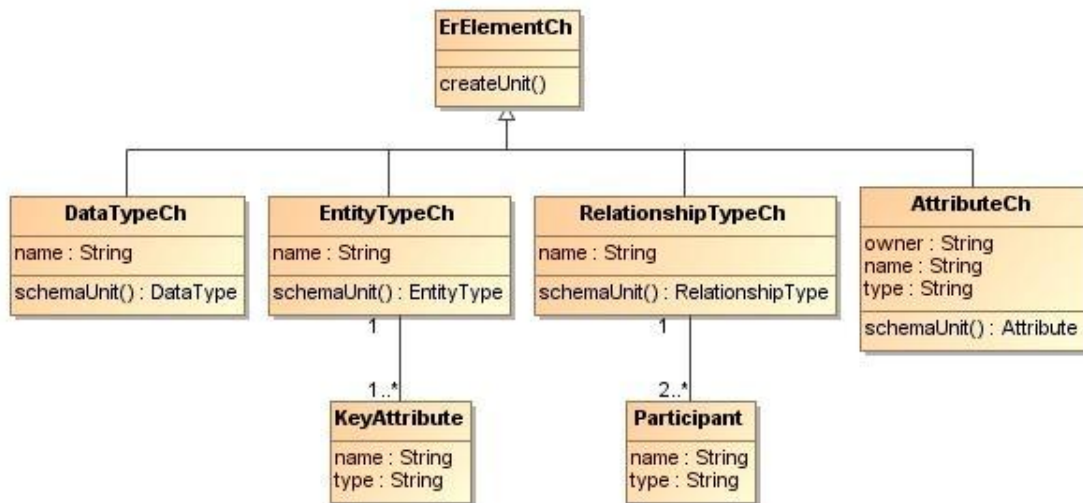 ErElementCh
createUnit()
DataTypeCh
name : String
schemaUnit() : DataType
EntityTypeCh
name : String
schemaUnit() : EntityType
RelationshipTypeCh
name : String
schemaUnit() : RelationshipType
AttributeCh
owner : String
name : String
type : String
schemaUnit() : Attribute
1
1
1..*
2..*
KeyAttribute
name : String
type : String
Participant
name : String
type : String